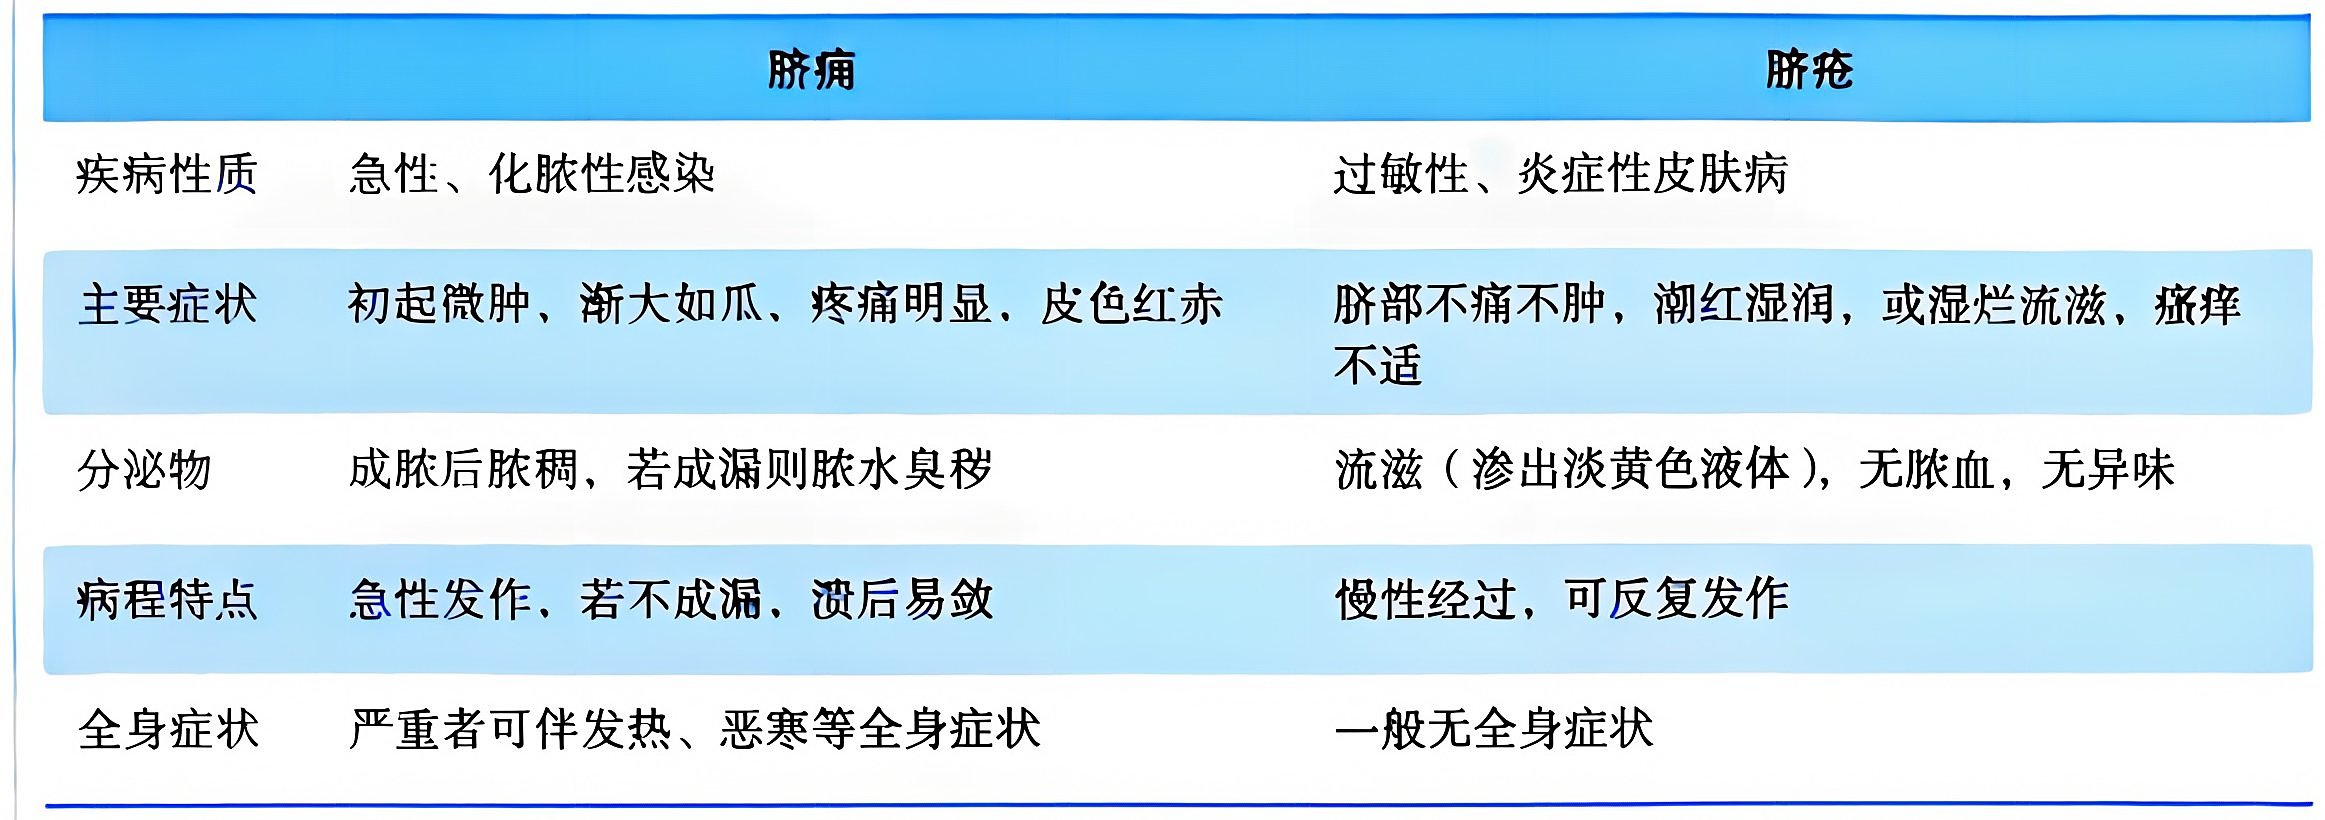 脐痈 脐疮
疾病性质 急性、化脓性感染 过敏性、炎症性皮肤病
主要症状 初起微肿，渐大如瓜，疼痛明显，皮色红赤 脐部不痛不肿，潮红湿润，或湿烂流滋，瘙痒
不适
分泌物 成脓后脓稠，若成漏则脓水臭秽 流滋（渗出淡黄色液体），无脓血，无异味
病程特点 急性发作，若不成漏，溃后易敛 慢性经过，可反复发作
全身症状 严重者可伴发热、恶寒等全身症状 一般无全身症状